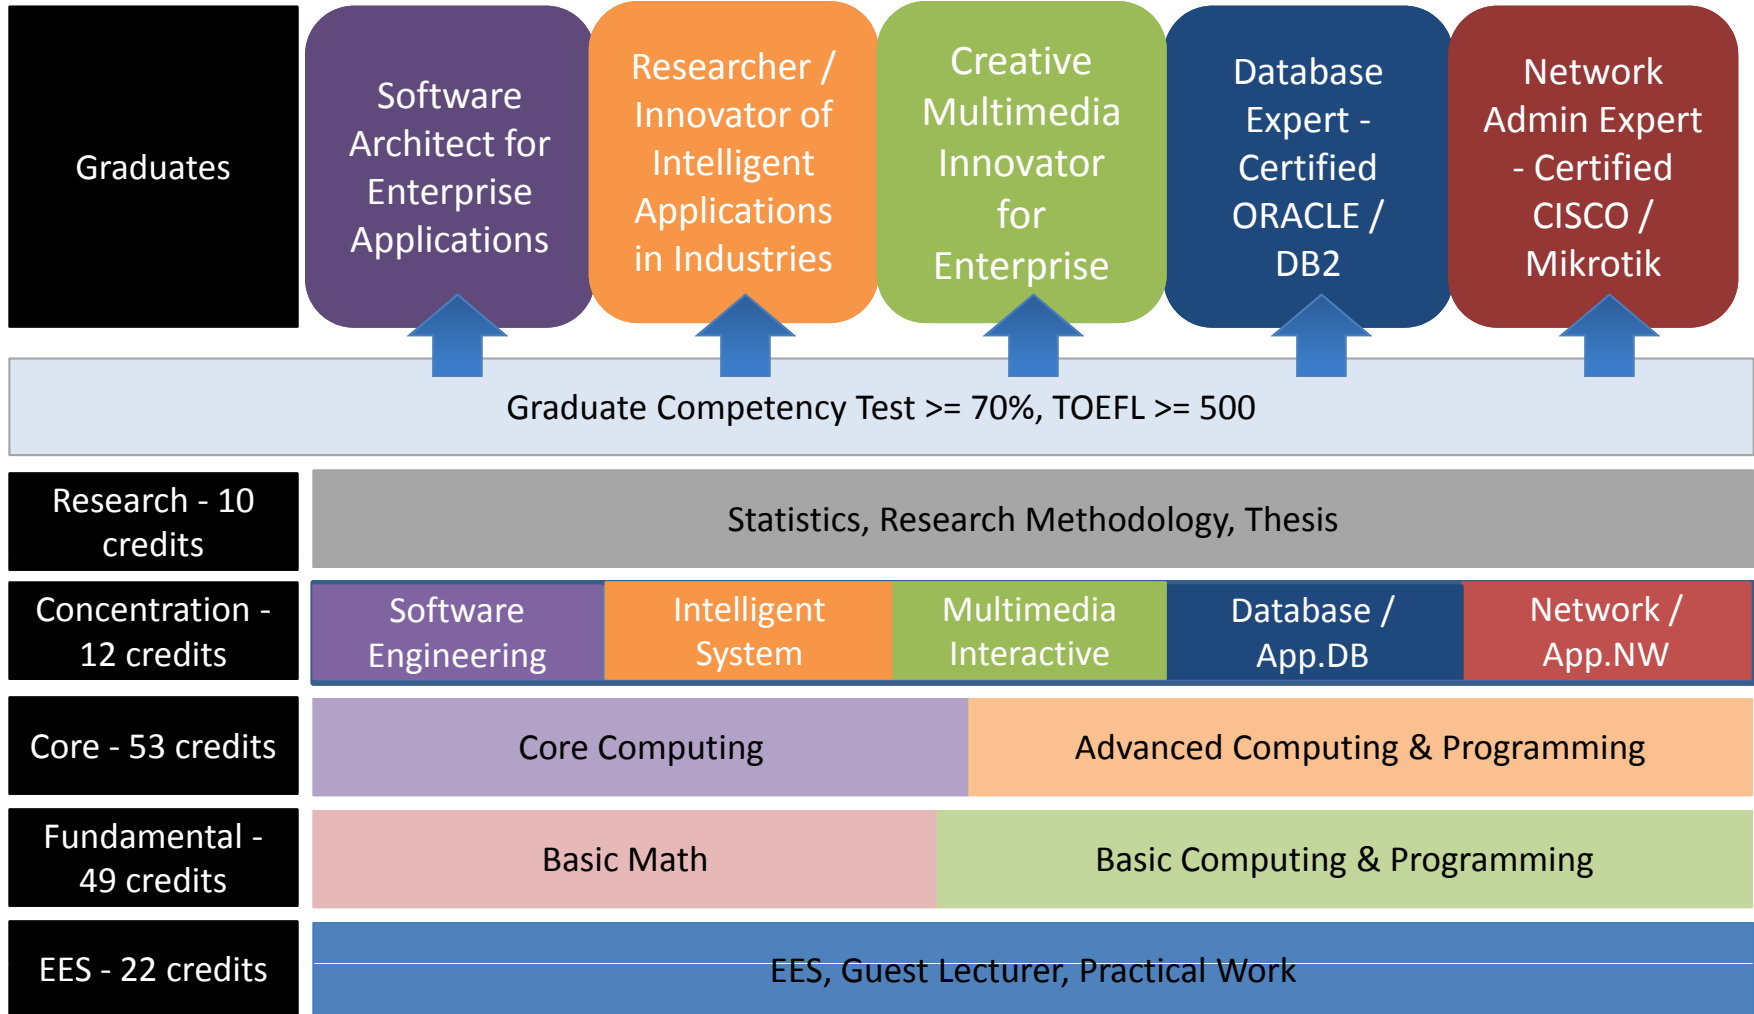 Graduates
Software
Architect for
Enterprise
Applications
Researcher /
Innovator of
Intelligent
Applications
in Industries
Creative
Multimedia
Innovator
for
Enterprise
Database
Expert -
Certified
ORACLE /
DB2
Network
Admin Expert
- Certified
CISCO /
Mikrotik
Graduate Competency Test >= 70%, TOEFL >= 500
Research - 10
credits
Statistics, Research Methodology, Thesis
Concentration -
12 credits
Software
Engineering
Intelligent
System
Multimedia
Interactive
Database /
App.DB
Network /
App.NW
Core - 53 credits
Core Computing
Advanced Computing & Programming
Fundamental -
49 credits
Basic Math
Basic Computing & Programming
EES - 22 credits
EES, Guest Lecturer, Practical Work